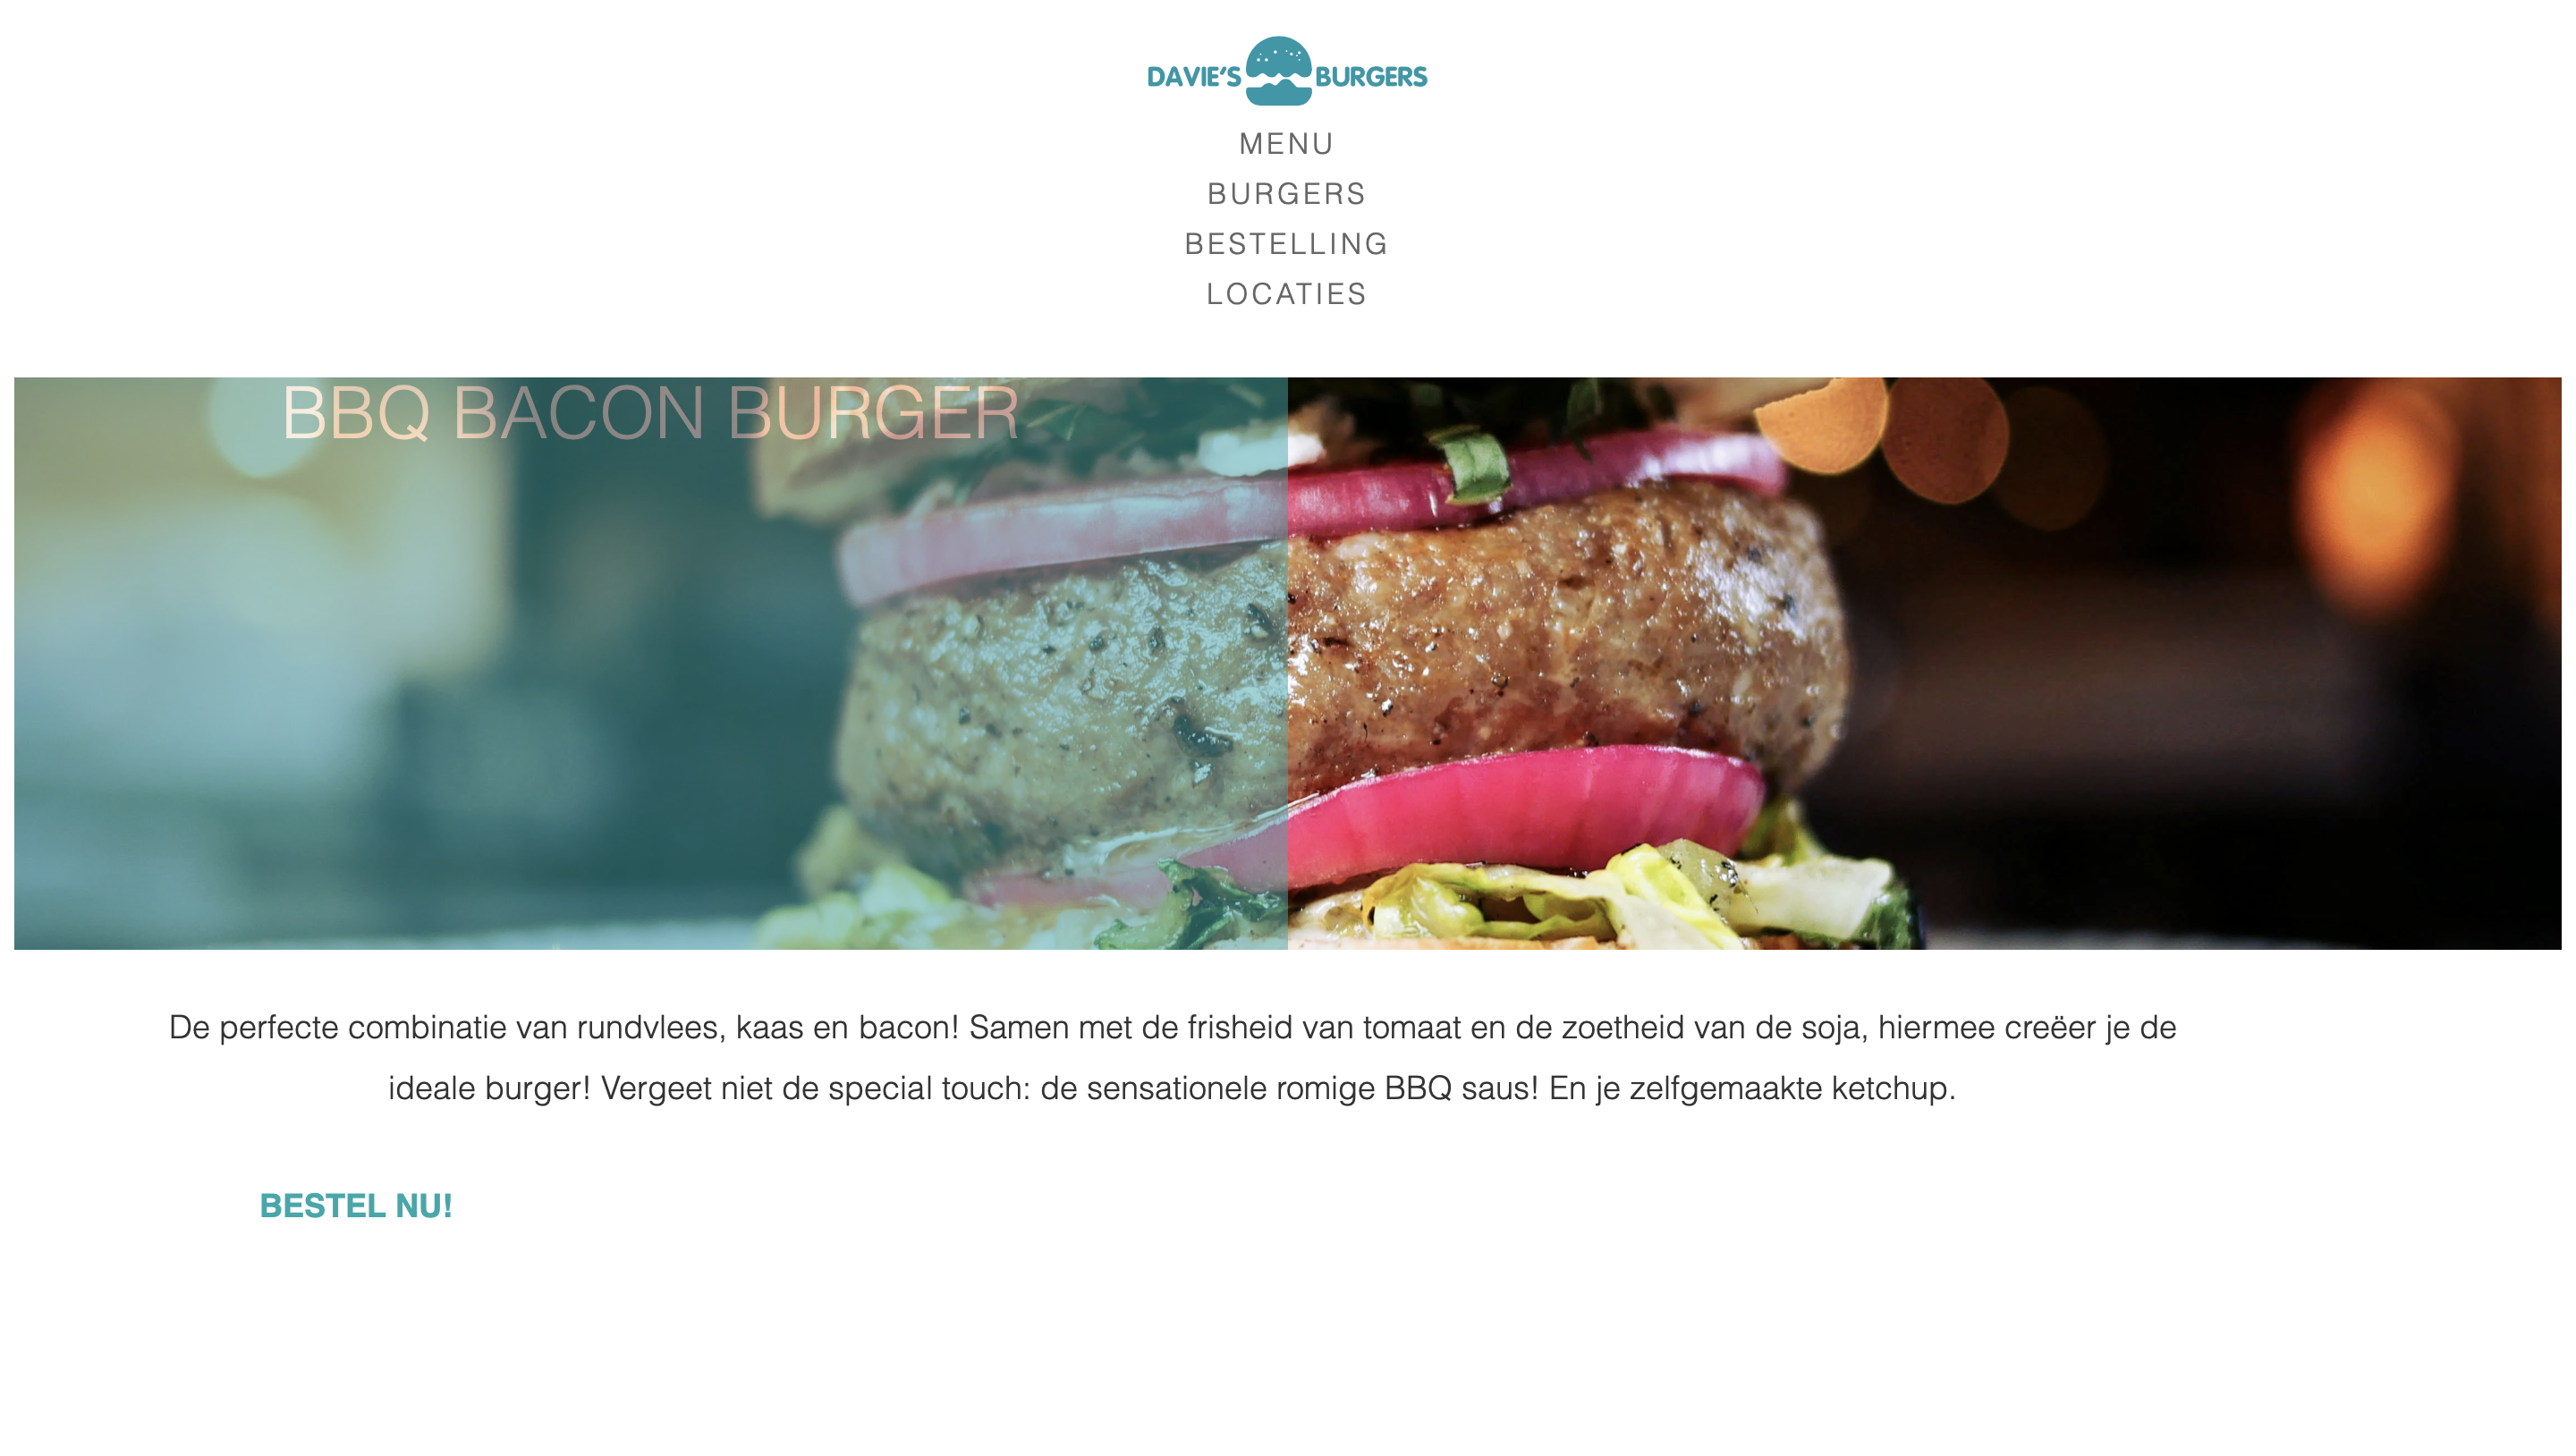 DAVIE'S BURGERS
MENU
BURGERS
BESTELLING
LOCATIES
BBQ BACON BURGER
De perfecte combinatie van rundvlees, kaas en bacon! Samen met de frisheid van tomaat en de zoetheid van de soja, hiermee creëer je de
ideale burger! Vergeet niet de special touch: de sensationele romige BBQ saus! En je zelfgemaakte ketchup.
BESTEL NU!